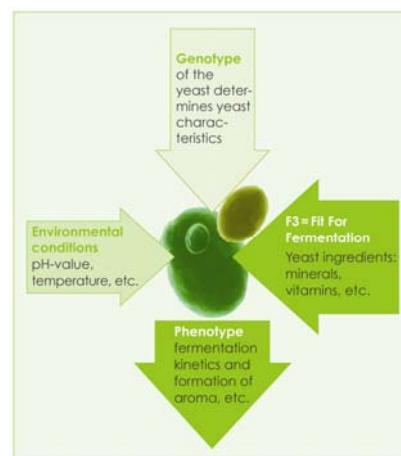 Genotype
of the
yeast deter-
mines yeast
charac-
teristics
Environmental
conditions
pH-value,
temperature, etc.
F3=Fit For
Fermentation
Yeast ingredients:
minerals,
vitamins, etc.
Phenotype
fermentation
kinetics and
formation of
aroma, etc.